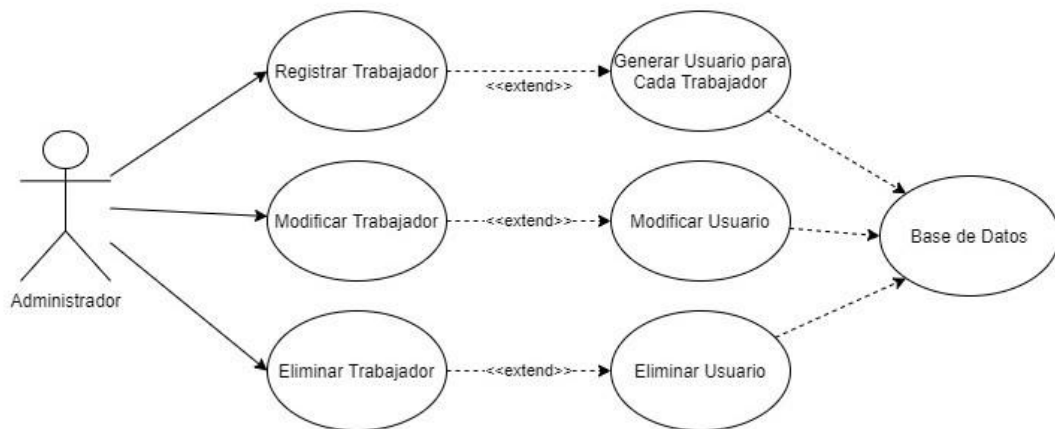 Registrar Trabajador
<<extend>>
Generar Usuario para
Cada Trabajador
Administrador
Modificar Trabajador
<<extend>>
Modificar Usuario
Base de Datos
Eliminar Trabajador
<<extend>>
Eliminar Usuario